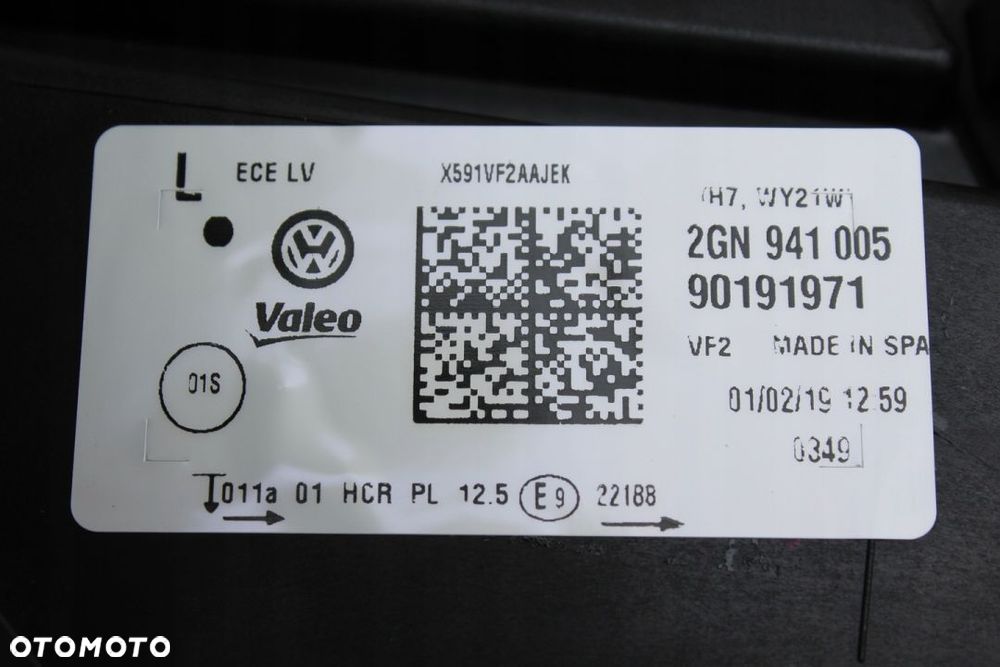 L ECE LV X591VF2AAJEK
(H7, WY21W)
2GN 941 005
90191971
Valeo
VF2 MADE IN SPA
01S
01/02/19 12:59
0349
011a 01 HCR PL 12.5 E9 22188
OTOMOTO